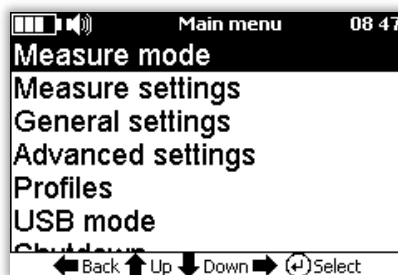 Main menu 08 47
Measure mode
Measure settings
General settings
Advanced settings
Profiles
USB mode
Shutdown
Back Up Down Select